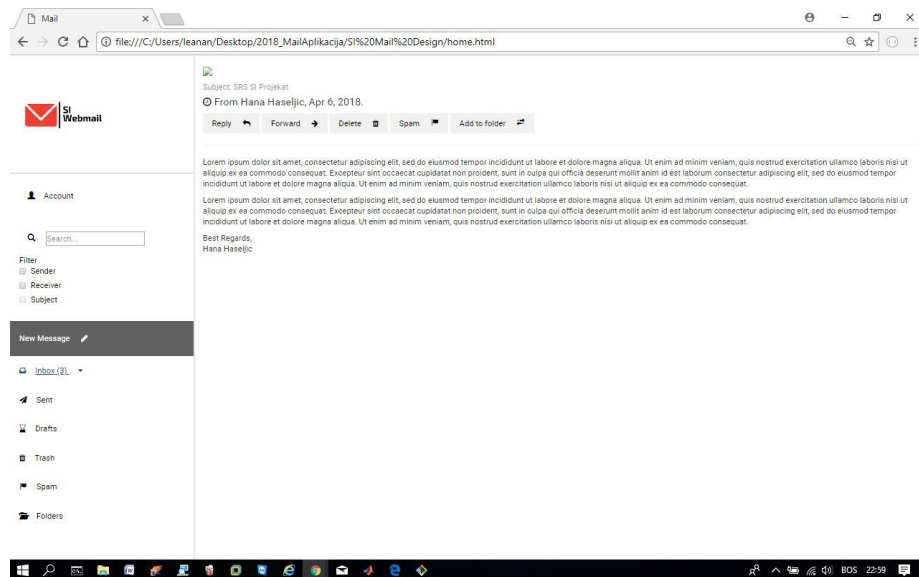 Mail
file:///C:/Users/leanan/Desktop/2018_MailAplikacija/SI%20Mail%20Design/home.html
SI
Webmail
Account
Search...
Filter
Sender
Receiver
Subject
New Message
Inbox (3)
Sent
Drafts
Trash
Spam
Folders
Subject: SRS SI Projekat
From Hana Haseljic, Apr 6, 2018.
Reply Forward Delete Spam Add to folder
Lorem ipsum dolor sit amet, consectetur adipiscing elit, sed do eiusmod tempor incididunt ut labore et dolore magna aliqua. Ut enim ad minim veniam, quis nostrud exercitation ullamco laboris nisi ut
aliquip ex ea commodo consequat. Excepteur sint occaecat cupidatat non proident, sunt in culpa qui officia deserunt mollit anim id est laborum consectetur adipiscing elit, sed do eiusmod tempor
incididunt ut labore et dolore magna aliqua. Ut enim ad minim veniam, quis nostrud exercitation ullamco laboris nisi ut aliquip ex ea commodo consequat.
Lorem ipsum dolor sit amet, consectetur adipiscing elit, sed do eiusmod tempor incididunt ut labore et dolore magna aliqua. Ut enim ad minim veniam, quis nostrud exercitation ullamco laboris nisi ut
aliquip ex ea commodo consequat. Excepteur sint occaecat cupidatat non proident, sunt in culpa qui officia deserunt mollit anim id est laborum consectetur adipiscing elit, sed do eiusmod tempor
incididunt ut labore et dolore magna aliqua. Ut enim ad minim veniam, quis nostrud exercitation ullamco laboris nisi ut aliquip ex ea commodo consequat.
Best Regards,
Hana Haseljic
BOS 22:59